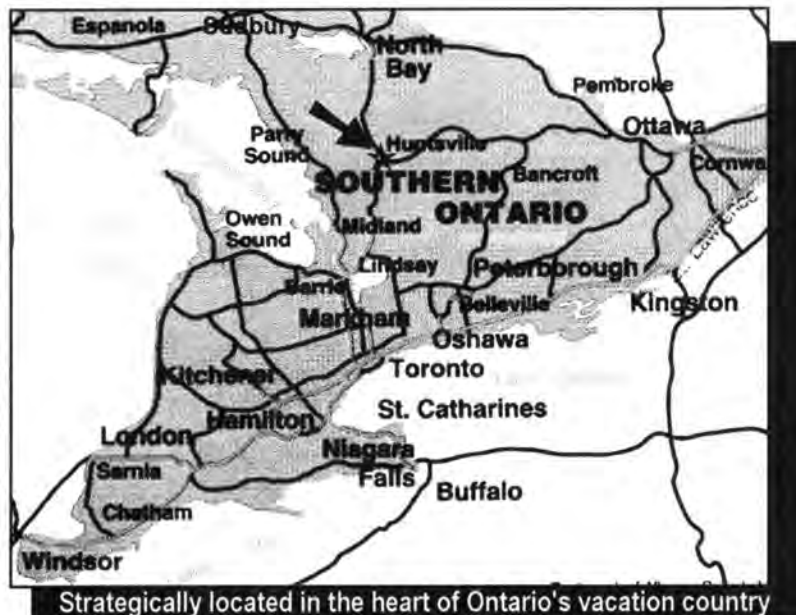 Espanola
Sudbury
North
Bay
Pembroke
Parry
Sound
Huntsville
Ottawa
Cornwa
Bancroft
SOUTHERN
ONTARIO
Owen
Sound
Midland
Lindsay
Peterborough
Barrie
Belleville
Kingston
Markham
Oshawa
Kitchener
Toronto
Hamilton
St. Catharines
London
Niagara
Falls
Sarnia
Buffalo
Chatham
Windsor
Strategically located in the heart of Ontario's vacation country